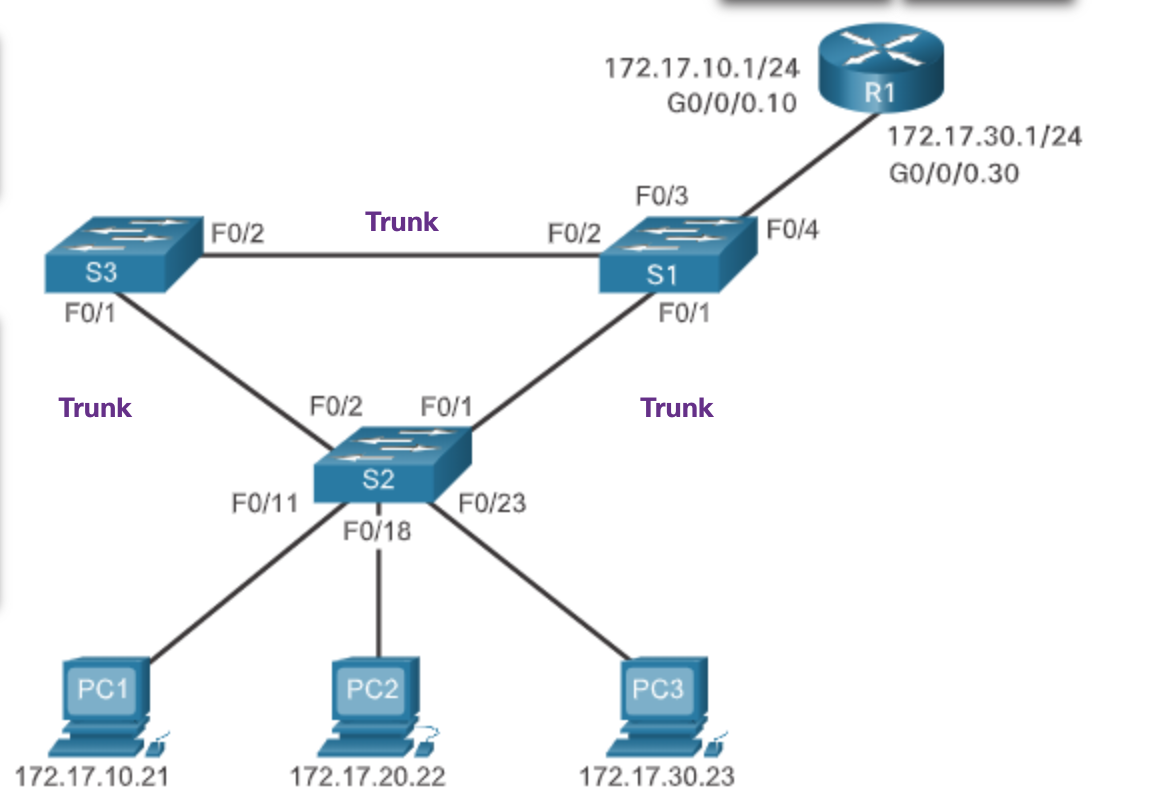 172.17.10.1/24
G0/0/0.10
R1
172.17.30.1/24
G0/0/0.30
F0/3
F0/2
Trunk
F0/2
F0/4
S3
S1
F0/1
F0/1
Trunk
F0/2
F0/1
Trunk
S2
F0/11
F0/23
F0/18
PC1
PC2
PC3
172.17.10.21
172.17.20.22
172.17.30.23